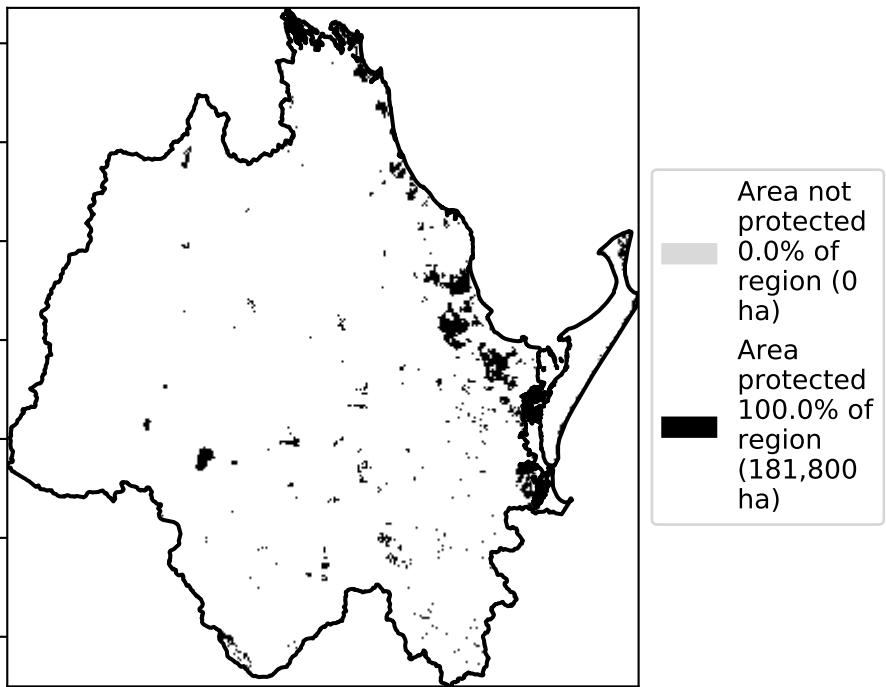 Area not
protected
0.0% of
region (0
ha)
Area
protected
100.0% of
region
(181,800
ha)